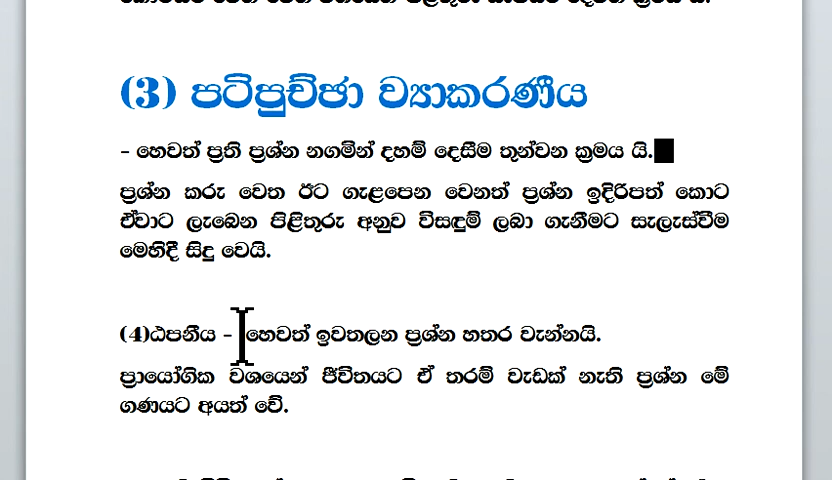 (3) පටිපුච්ඡා ව්‍යාකරණීය
- හෙවත් ප්‍රති ප්‍රශ්න නගමින් දහම් දෙසීම තුන්වන ක්‍රමය යි.
ප්‍රශ්න කරු වෙත ඊට ගැළපෙන වෙනත් ප්‍රශ්න ඉදිරිපත් කොට
ඒවාට ලැබෙන පිළිතුරු අනුව විසඳුම් ලබා ගැනීමට සැලැස්වීම
මෙහිදී සිදු වෙයි.
(4)ඨපනීය - හෙවත් ඉවතලන ප්‍රශ්න හතර වැන්නයි.
ප්‍රායෝගික වශයෙන් ජීවිතයට ඒ තරම් වැඩක් නැති ප්‍රශ්න මේ
ගණයට අයත් වේ.